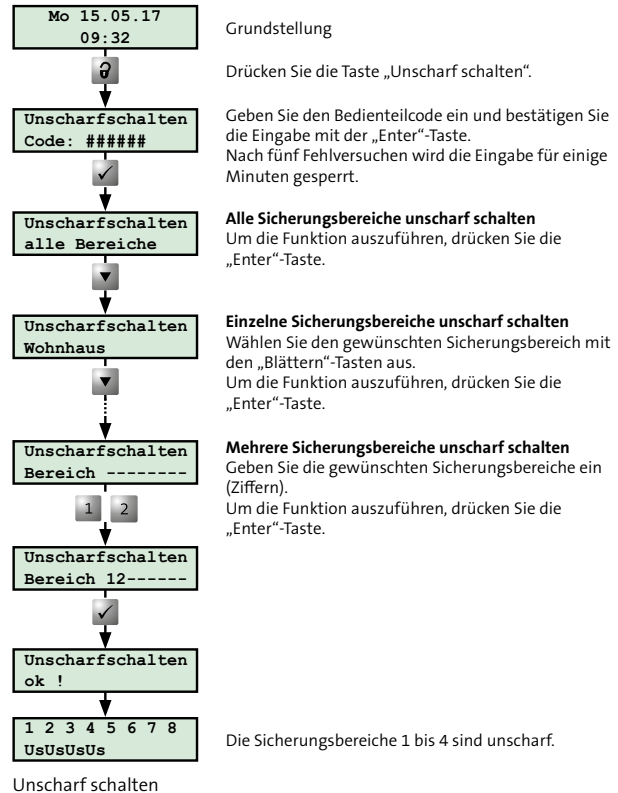 Mo 15.05.17
09:32
Grundstellung
Drücken Sie die Taste „Unscharf schalten“.
Unscharfschalten
Code: ######
Geben Sie den Bedienteilcode ein und bestätigen Sie
die Eingabe mit der „Enter“-Taste.
Nach fünf Fehlversuchen wird die Eingabe für einige
Minuten gesperrt.
Unscharfschalten
alle Bereiche
Alle Sicherungsbereiche unscharf schalten
Um die Funktion auszuführen, drücken Sie die
„Enter“-Taste.
Unscharfschalten
Wohnhaus
Einzelne Sicherungsbereiche unscharf schalten
Wählen Sie den gewünschten Sicherungsbereich mit
den „Blättern“-Tasten aus.
Um die Funktion auszuführen, drücken Sie die
„Enter“-Taste.
Unscharfschalten
Bereich --------
Mehrere Sicherungsbereiche unscharf schalten
Geben Sie die gewünschten Sicherungsbereiche ein
(Ziffern).
Um die Funktion auszuführen, drücken Sie die
„Enter“-Taste.
1 2
Unscharfschalten
Bereich 12------
Unscharfschalten
ok !
1 2 3 4 5 6 7 8
UsUsUsUs
Die Sicherungsbereiche 1 bis 4 sind unscharf.
Unscharf schalten